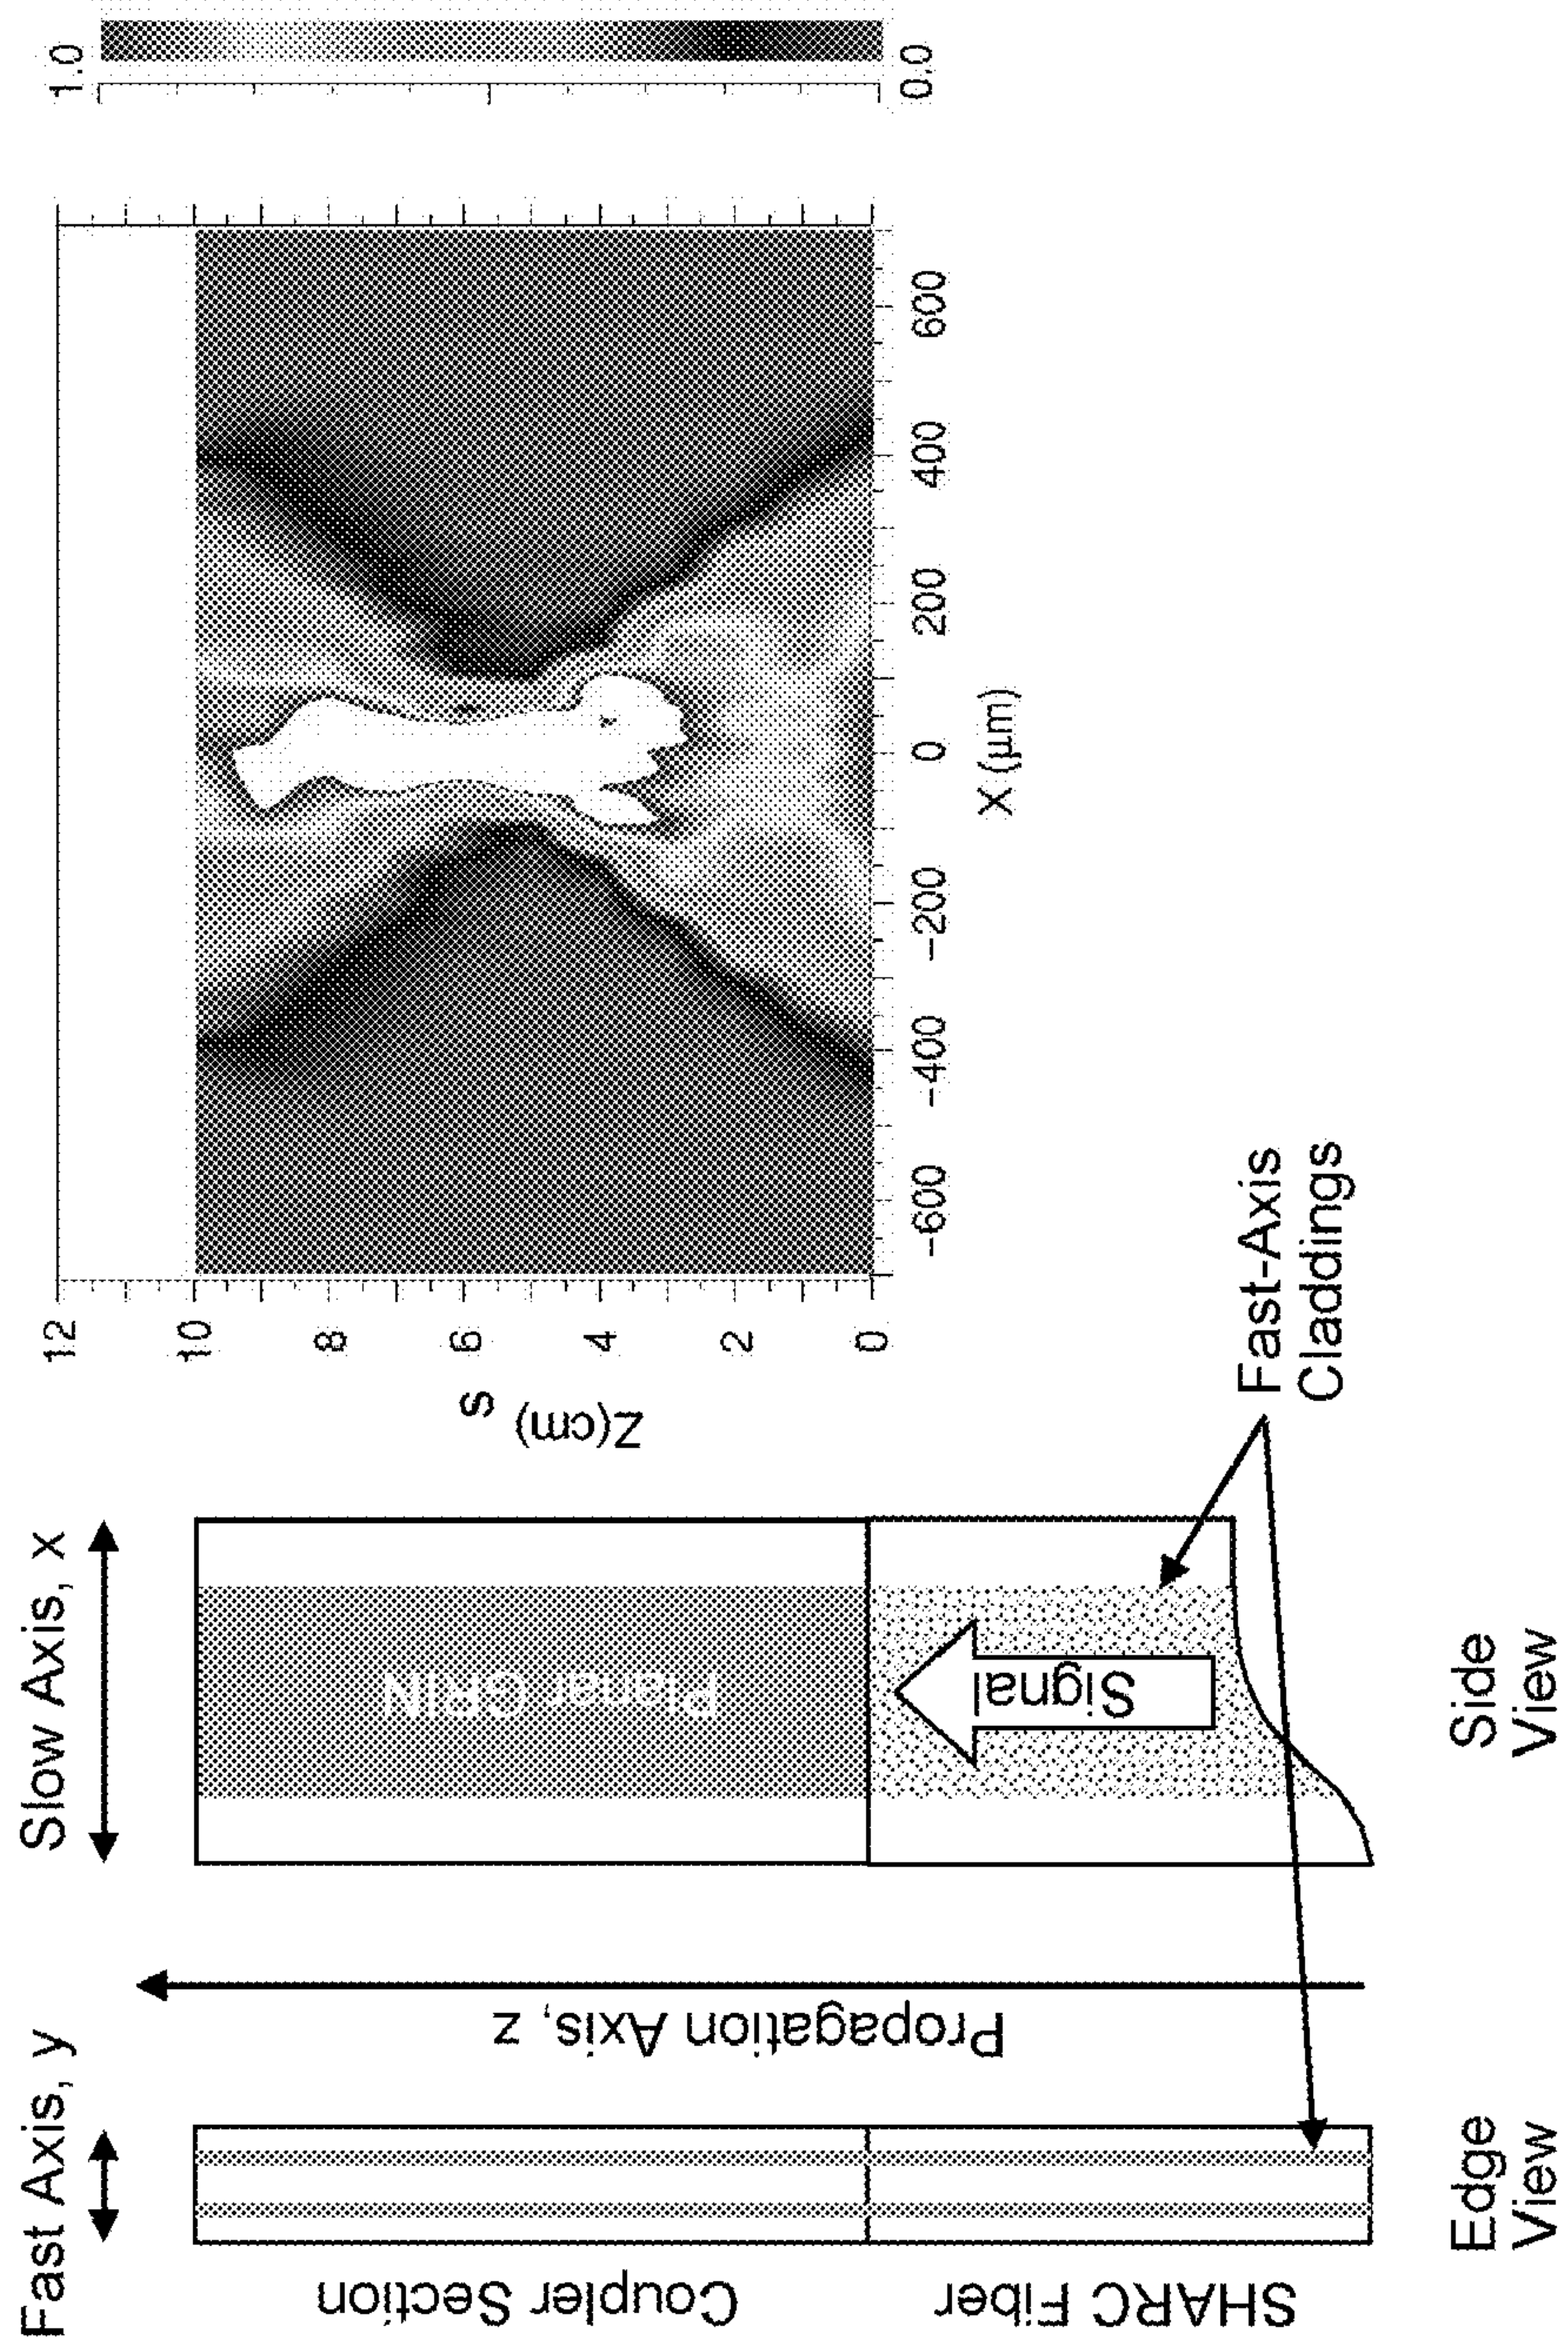 Fast Axis, y
Slow Axis, x
Coupler Section
SHARC Fiber
Propagation Axis, z
Planar GRIN
Signal
Edge
View
Side
View
Fast-Axis
Claddings
Z(cm)
s
12
10
8
6
4
2
0
-600
-400
-200
0
200
400
600
X (μm)
1.0
0.0